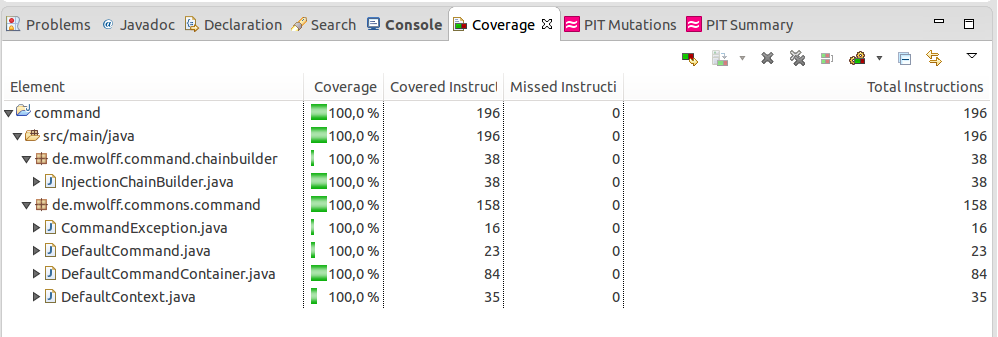 Problems @ Javadoc Declaration Search Console Coverage PIT Mutations PIT Summary
Element Coverage Covered Instruct Missed Instructi Total Instructions
command 100,0 % 196 0 196
src/main/java 100,0 % 196 0 196
de.mwolff.command.chainbuilder 100,0 % 38 0 38
InjectionChainBuilder.java 100,0 % 38 0 38
de.mwolff.commons.command 100,0 % 158 0 158
CommandException.java 100,0 % 16 0 16
DefaultCommand.java 100,0 % 23 0 23
DefaultCommandContainer.java 100,0 % 84 0 84
DefaultContext.java 100,0 % 35 0 35